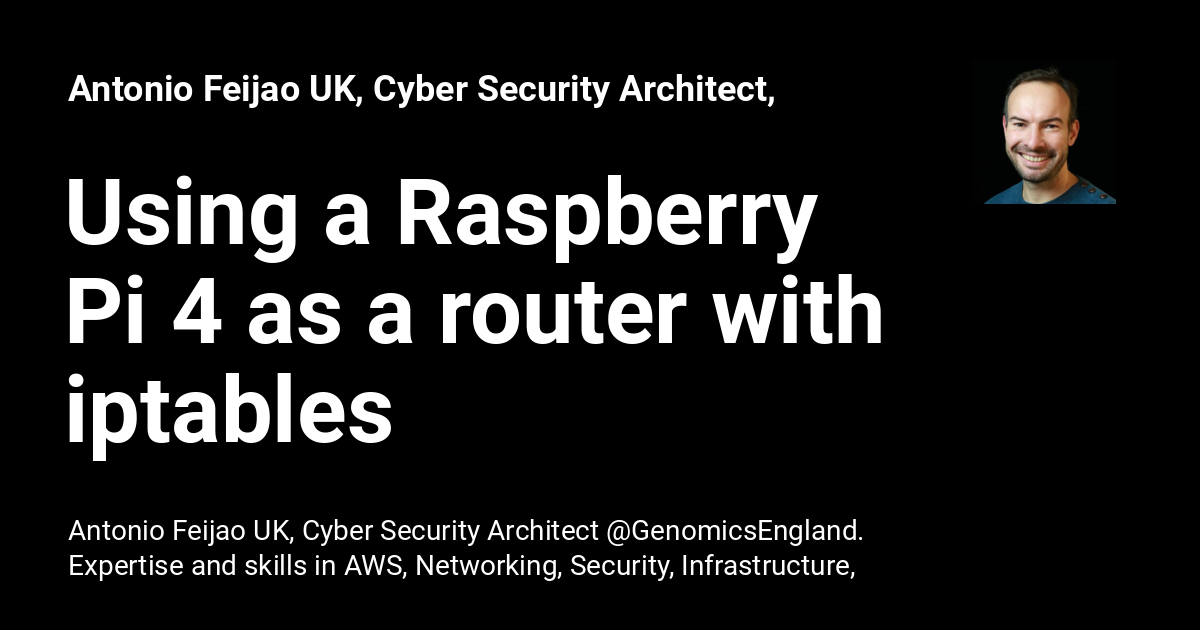 Antonio Feijao UK, Cyber Security Architect,
Using a Raspberry
Pi 4 as a router with
iptables
Antonio Feijao UK, Cyber Security Architect @GenomicsEngland.
Expertise and skills in AWS, Networking, Security, Infrastructure,